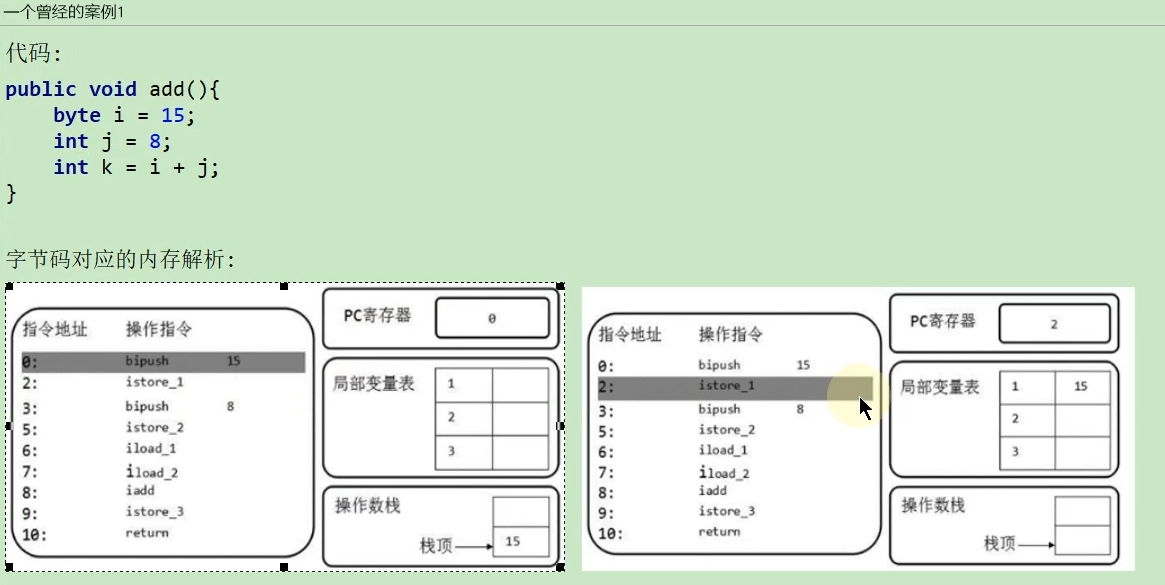 一个曾经的案例1
代码:
public void add(){
byte i = 15;
int j = 8;
int k = i + j;
}
字节码对应的内存解析:
指令地址 操作指令
0: bipush 15
2: istore_1
3: bipush 8
5: istore_2
6: iload_1
7: iload_2
8: iadd
9: istore_3
10: return
PC寄存器 0
局部变量表 1
2
3
操作数栈
栈顶 15
指令地址 操作指令
0: bipush 15
2: istore_1
3: bipush 8
5: istore_2
6: iload_1
7: iload_2
8: iadd
9: istore_3
10: return
PC寄存器 2
局部变量表 1 15
2
3
操作数栈
栈顶